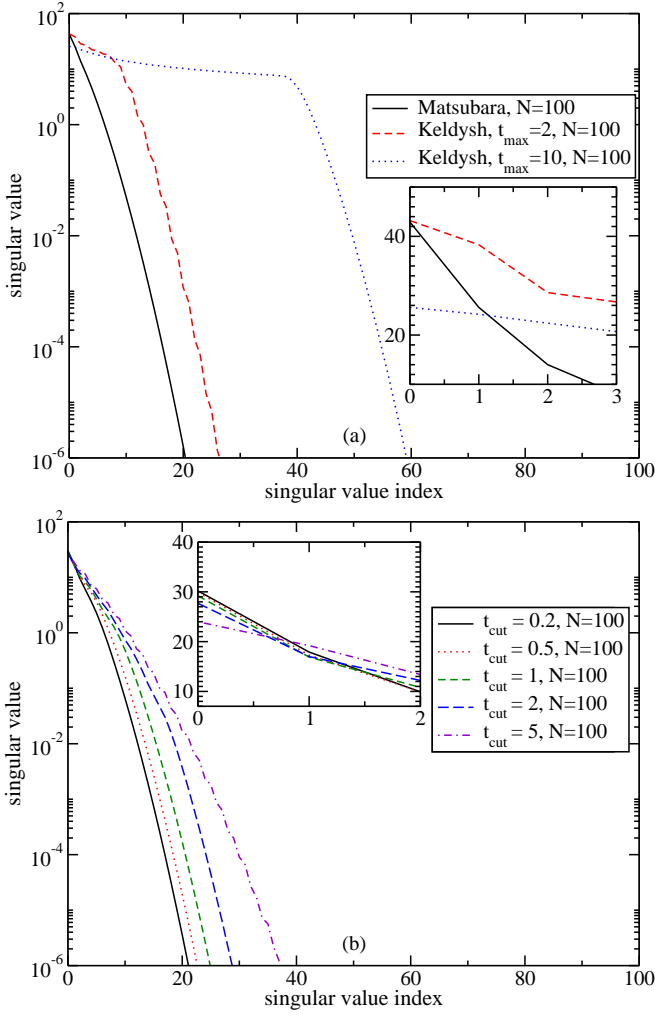 10^2
10^0
10^-2
10^-4
10^-6
singular value
Matsubara, N=100
Keldysh, t_max=2, N=100
Keldysh, t_max=10, N=100
40
20
0 1 2 3
(a)
0 20 40 60 80 100
singular value index
10^2
10^0
10^-2
10^-4
10^-6
singular value
40
30
20
10
0 1 2
t_cut = 0.2, N=100
t_cut = 0.5, N=100
t_cut = 1, N=100
t_cut = 2, N=100
t_cut = 5, N=100
(b)
0 20 40 60 80 100
singular value index